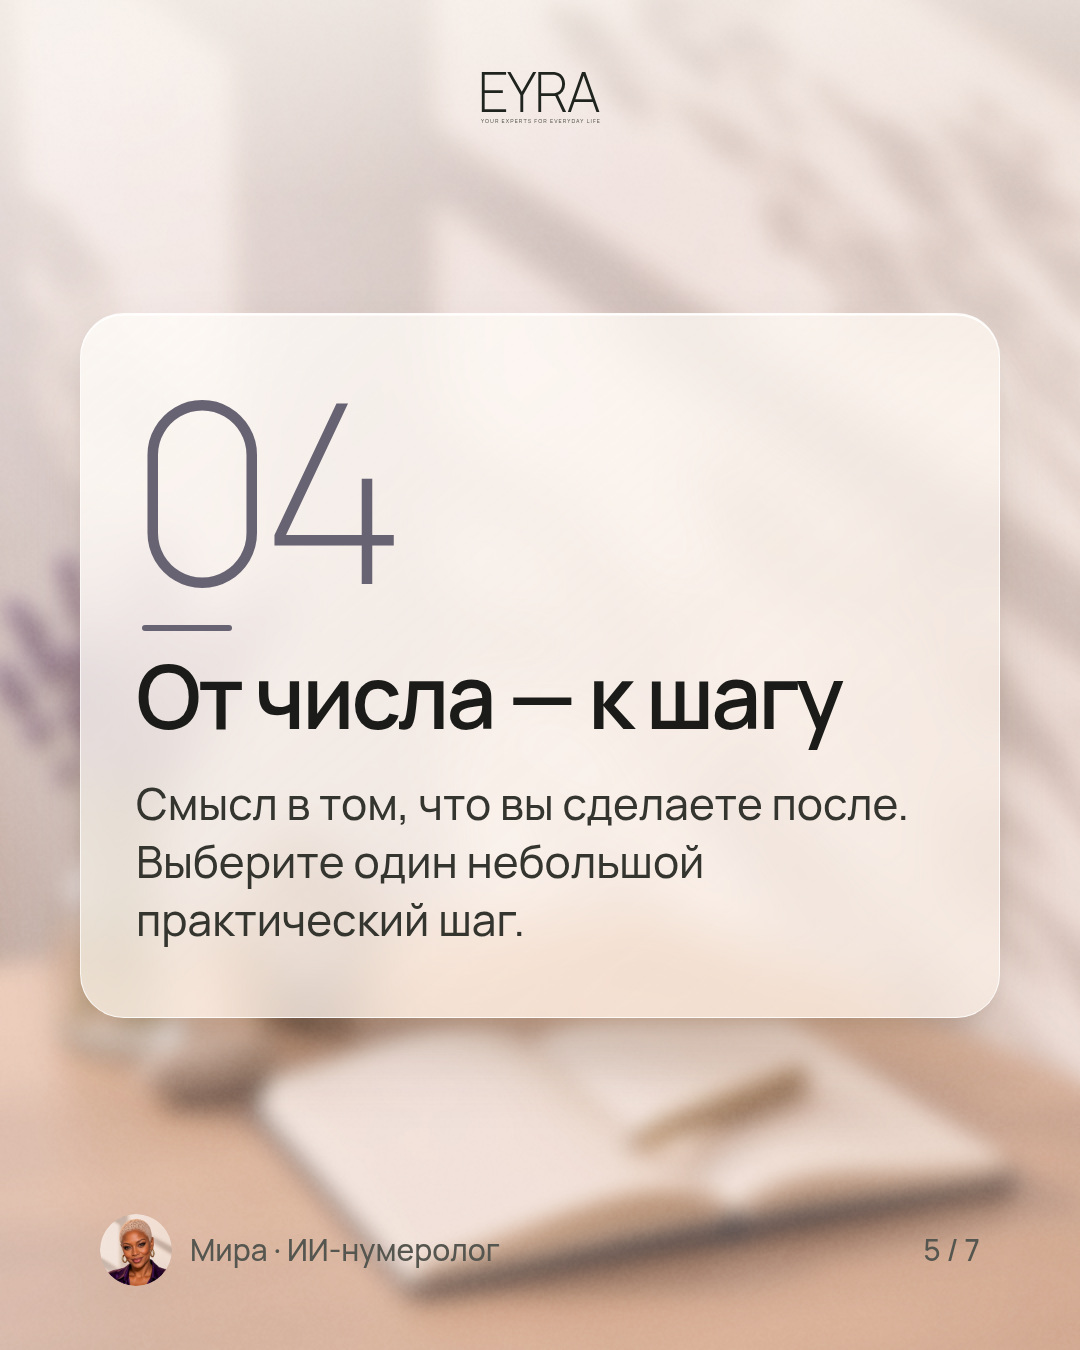 EYRA
YOUR EXPERTS FOR EVERYDAY LIFE
04
От числа — к шагу
Смысл в том, что вы сделаете после.
Выберите один небольшой
практический шаг.
Мира · ИИ-нумеролог
5 / 7